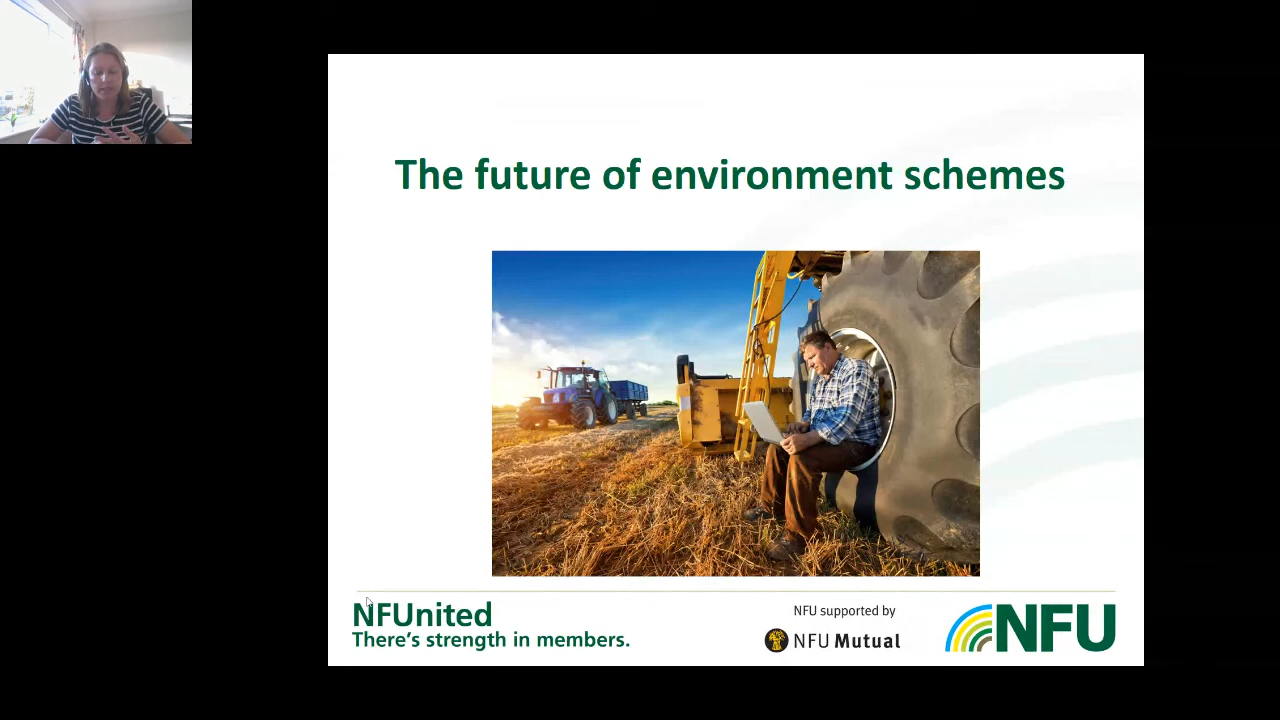 The future of environment schemes
NFUnited
There's strength in members.
NFU supported by
NFU Mutual
NFU